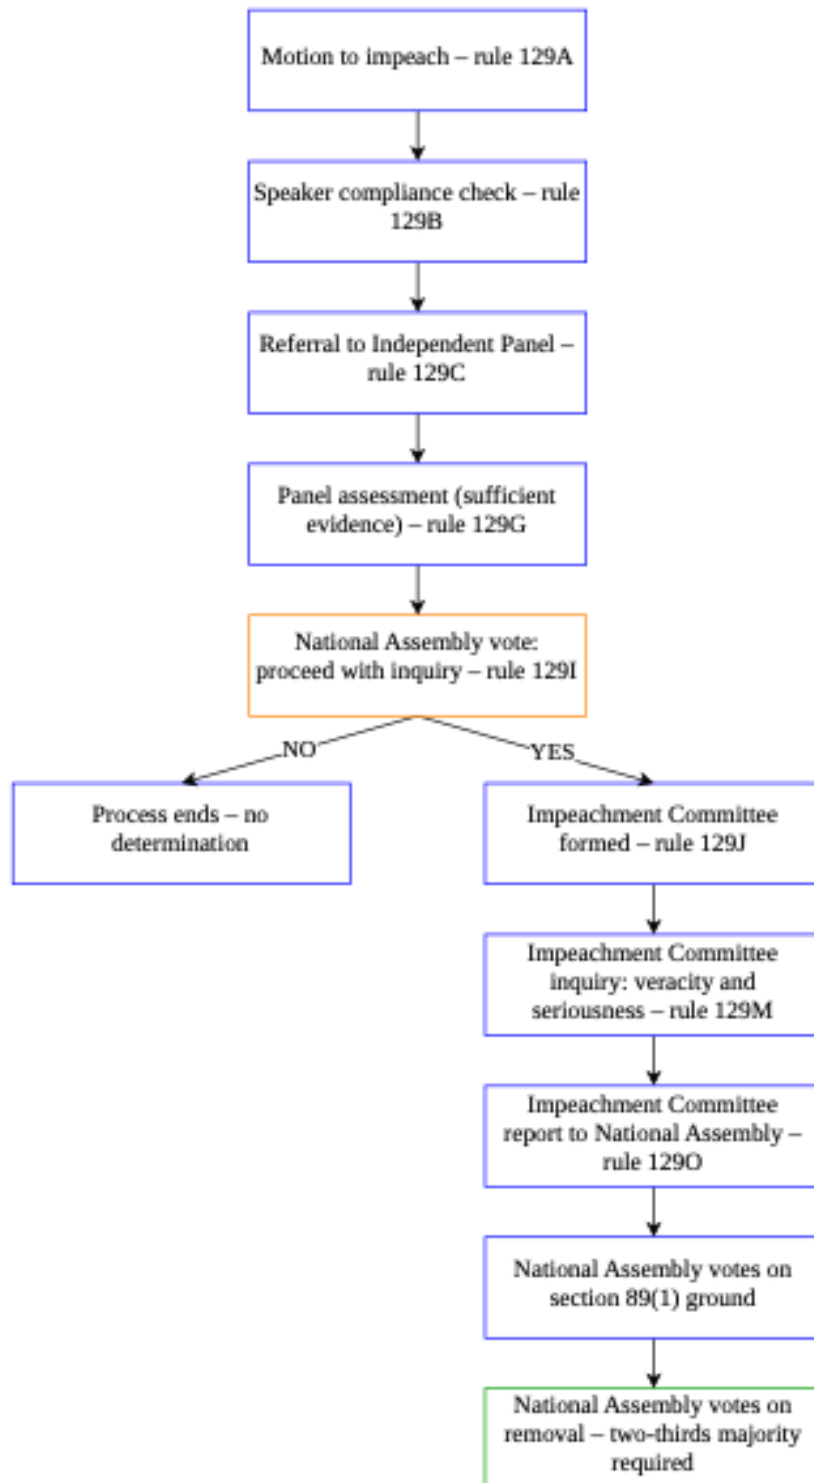 Motion to impeach – rule 129A
Speaker compliance check – rule
129B
Referral to Independent Panel –
rule 129C
Panel assessment (sufficient
evidence) – rule 129G
National Assembly vote:
proceed with inquiry – rule 129I
NO
YES
Process ends – no
determination
Impeachment Committee
formed – rule 129J
Impeachment Committee
inquiry: veracity and
seriousness – rule 129M
Impeachment Committee
report to National Assembly –
rule 129O
National Assembly votes on
section 89(1) ground
National Assembly votes on
removal – two-thirds majority
required